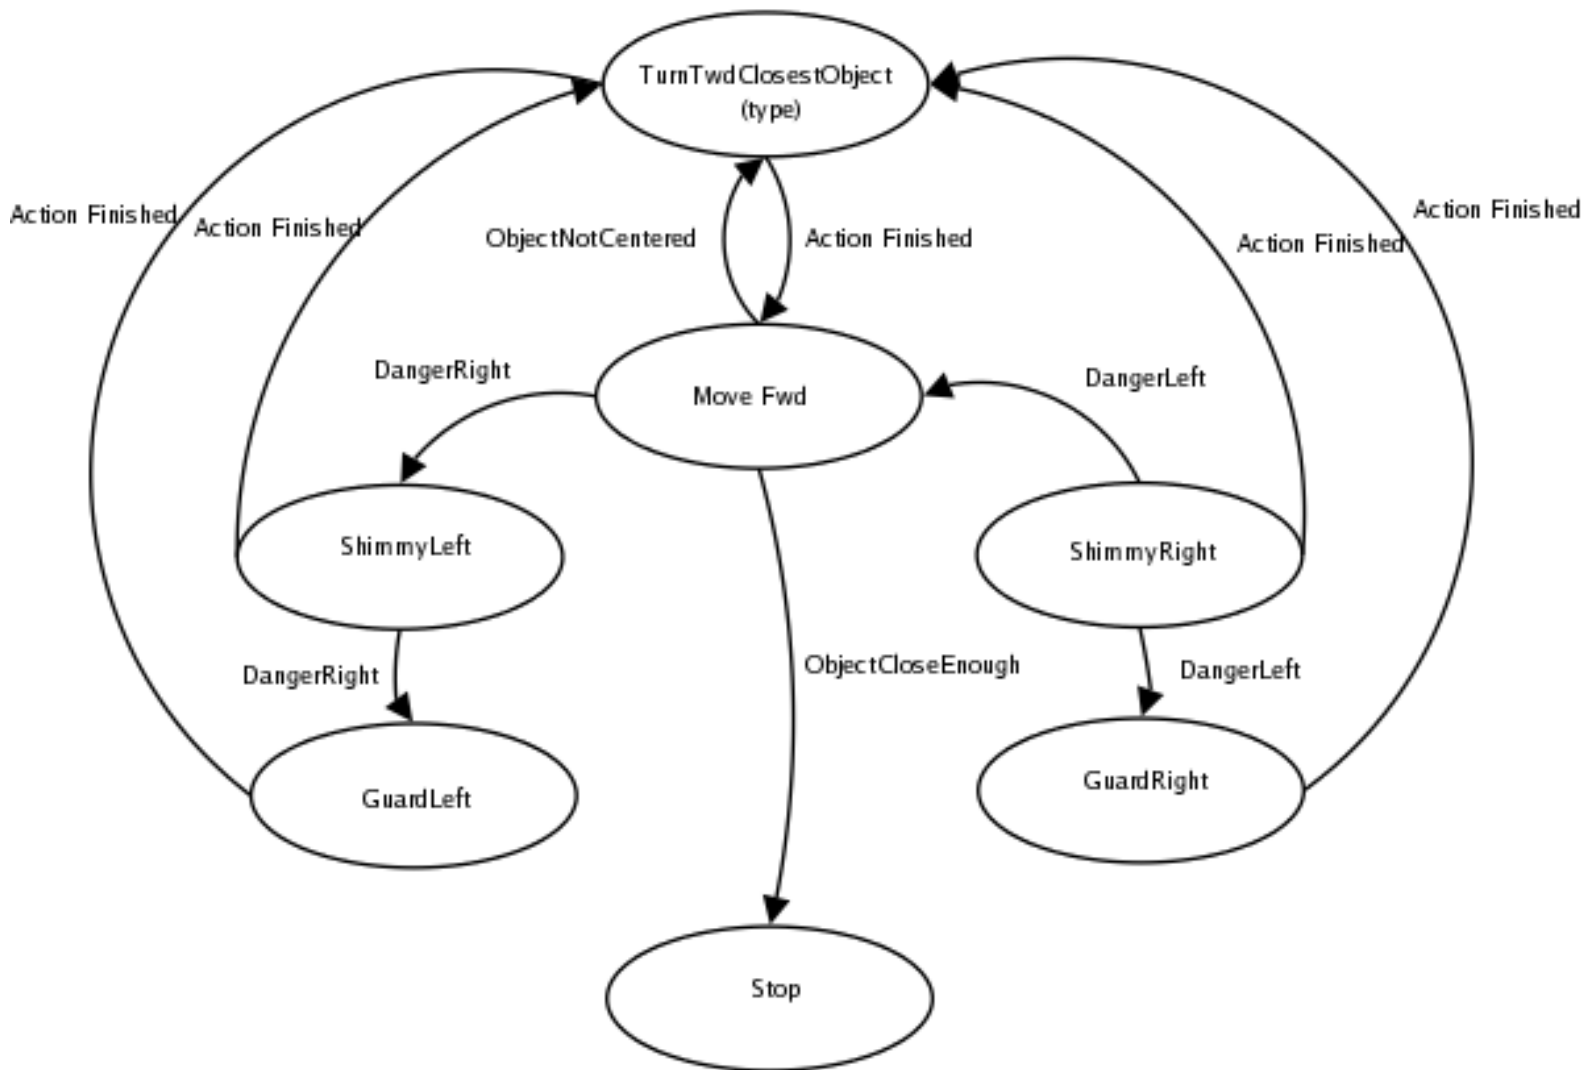 TurnTwdClosestObject
(type)
Action Finished
Action Finished
ObjectNotCentered
Action Finished
Action Finished
Action Finished
DangerRight
Move Fwd
DangerLeft
ShimmyLeft
ShimmyRight
DangerRight
ObjectCloseEnough
DangerLeft
GuardLeft
GuardRight
Stop